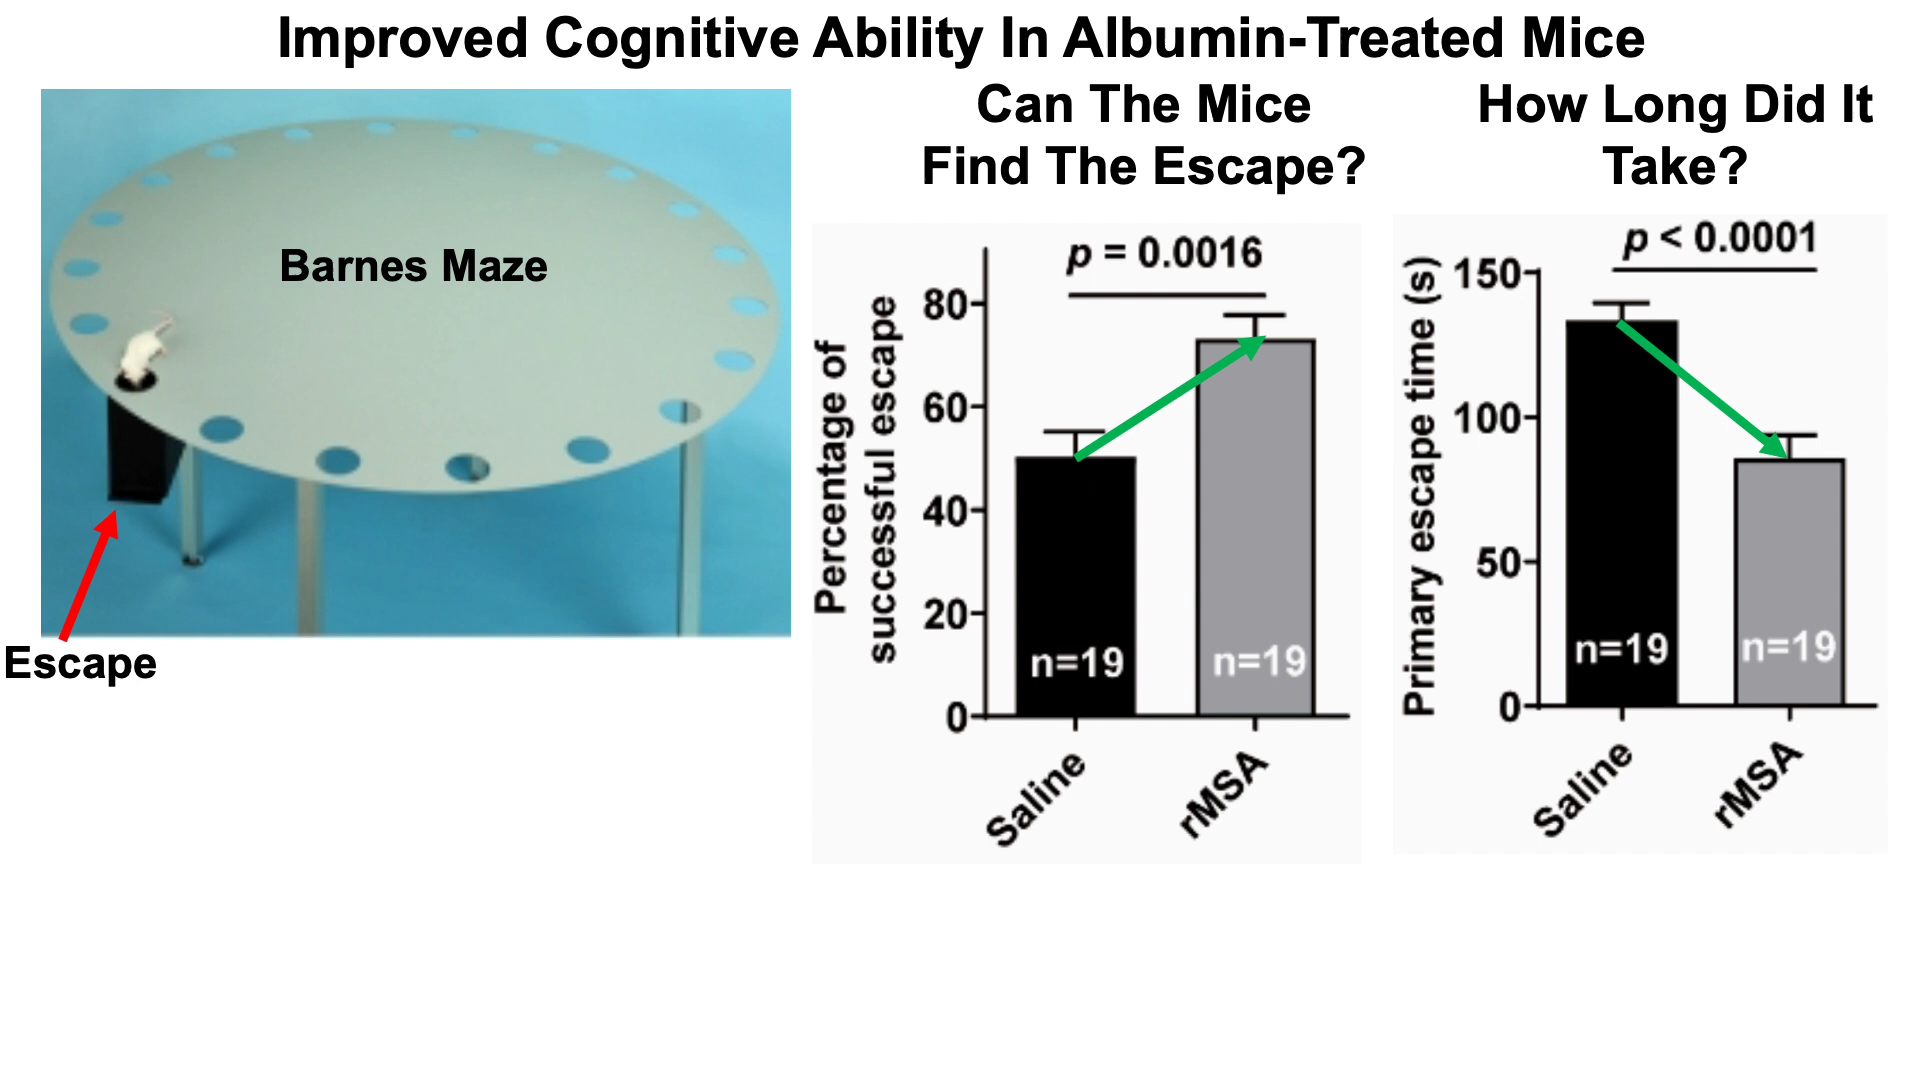 Improved Cognitive Ability In Albumin-Treated Mice
Barnes Maze
Escape
Can The Mice
Find The Escape?
p = 0.0016
Percentage of
successful escape
80
60
40
20
0
n=19
n=19
Saline
rMSA
How Long Did It
Take?
p < 0.0001
Primary escape time (s)
150
100
50
0
n=19
n=19
Saline
rMSA